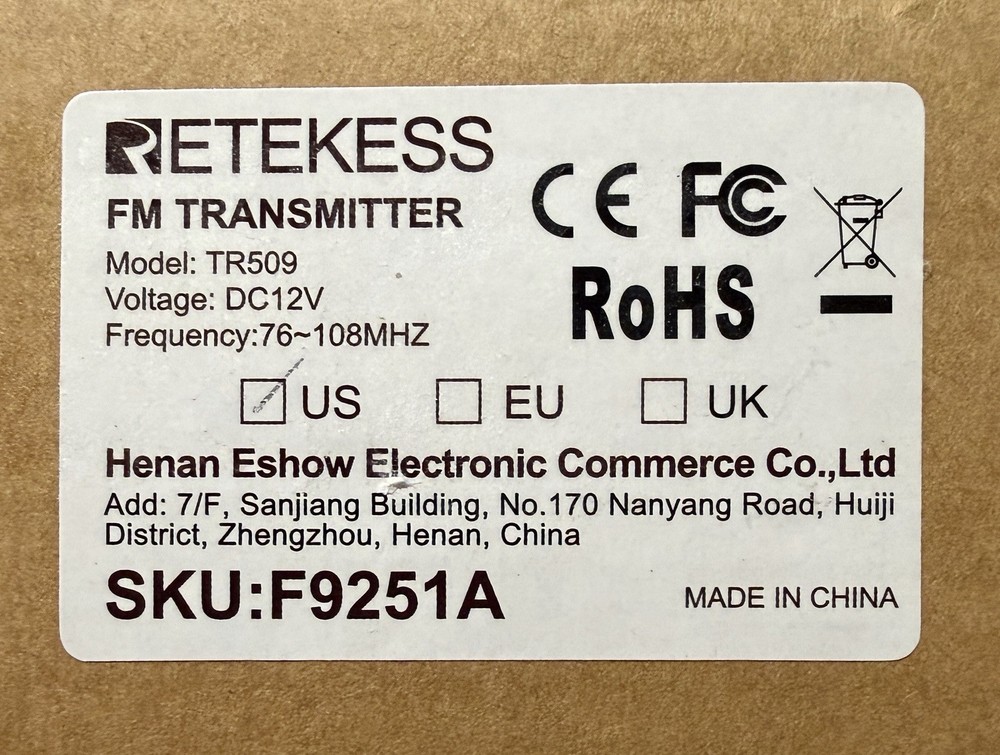 RETEKESS
FM TRANSMITTER
Model: TR509
Voltage: DC12V
Frequency:76~108MHZ
CE FC
RoHS
US EU UK
Henan Eshow Electronic Commerce Co.,Ltd
Add: 7/F, Sanjiang Building, No.170 Nanyang Road, Huiji
District, Zhengzhou, Henan, China
SKU:F9251A
MADE IN CHINA